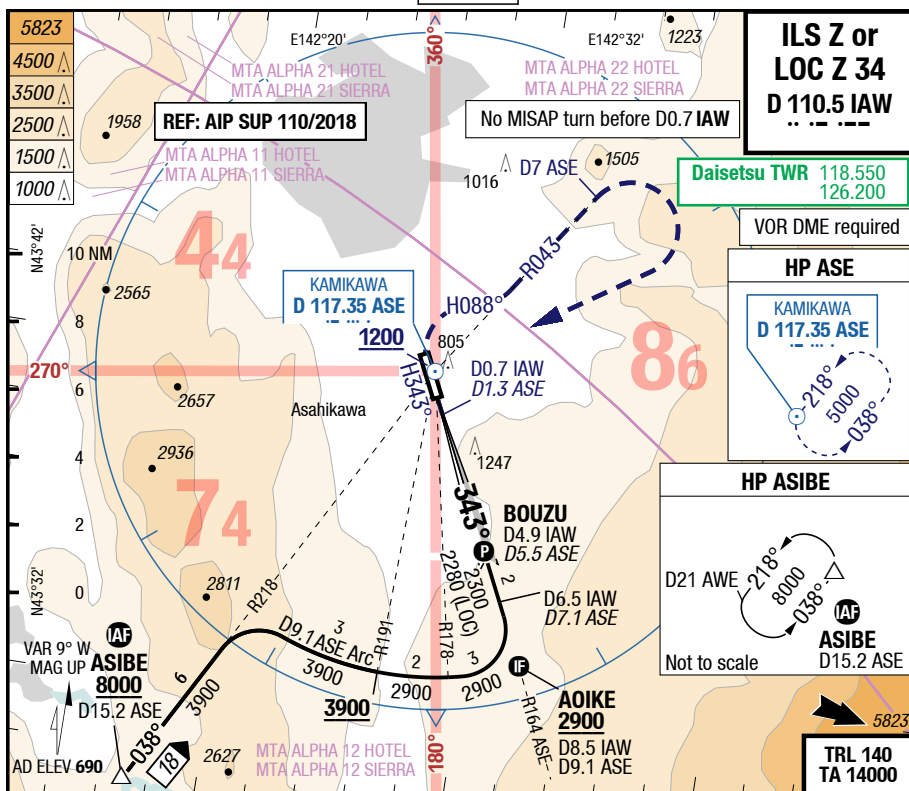 5823
4500
3500
2500
1500
1000
E142°20'
360°
E142°32'
1223
ILS Z or
LOC Z 34
D 110.5 IAW
MTA ALPHA 21 HOTEL
MTA ALPHA 21 SIERRA
MTA ALPHA 22 HOTEL
MTA ALPHA 22 SIERRA
1958
REF: AIP SUP 110/2018
No MISAP turn before D0.7 IAW
MTA ALPHA 11 HOTEL
MTA ALPHA 11 SIERRA
1016
D7 ASE
1505
Daisetsu TWR 118.550
126.200
VOR DME required
N43°42'
10 NM
44
2565
R043
KAMIKAWA
D 117.35 ASE
1200
H088°
805
HP ASE
KAMIKAWA
D 117.35 ASE
218°
5000
038°
8
270°
6
2657
H343°
D0.7 IAW
D1.3 ASE
86
Asahikawa
4
2936
1247
343°
74
2
BOUZU
D4.9 IAW
D5.5 ASE
P
HP ASIBE
D21 AWE
218°
8000
038°
IAF
ASIBE
D15.2 ASE
Not to scale
N43°32'
0
2811
R218
2280 (LOC)
2300
2
D6.5 IAW
D7.1 ASE
VAR 9° W
MAG UP
IAF
ASIBE
8000
D15.2 ASE
3
D9.1 ASE Arc
3900
R191
R178
2
2900
3
2900
IF
AOIKE
2900
D8.5 IAW
D9.1 ASE
R164 ASE
6
3900
3900
038°
18
2627
MTA ALPHA 12 HOTEL
MTA ALPHA 12 SIERRA
180°
AD ELEV 690
5823
TRL 140
TA 14000